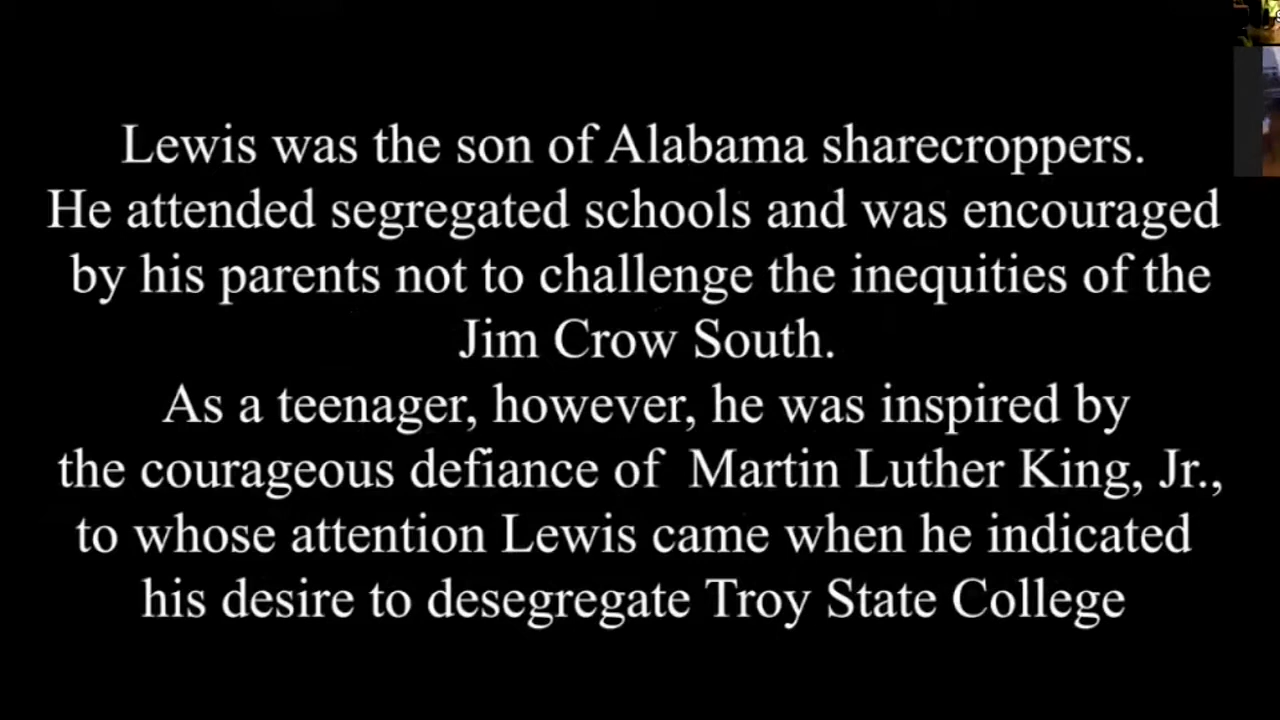 Lewis was the son of Alabama sharecroppers.
He attended segregated schools and was encouraged
by his parents not to challenge the inequities of the
Jim Crow South.
As a teenager, however, he was inspired by
the courageous defiance of Martin Luther King, Jr.,
to whose attention Lewis came when he indicated
his desire to desegregate Troy State College